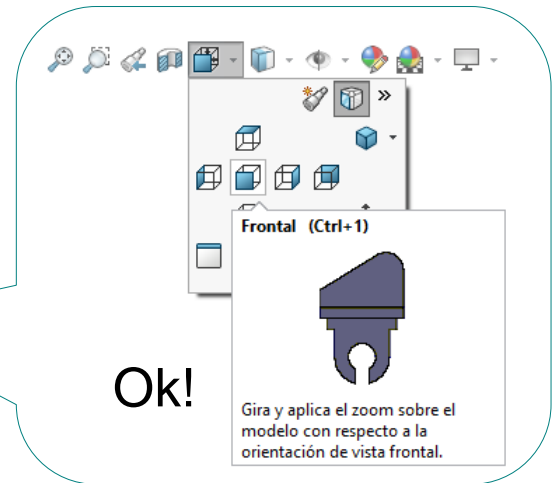 »
Frontal (Ctrl+1)
Ok!
Gira y aplica el zoom sobre el
modelo con respecto a la
orientación de vista frontal.